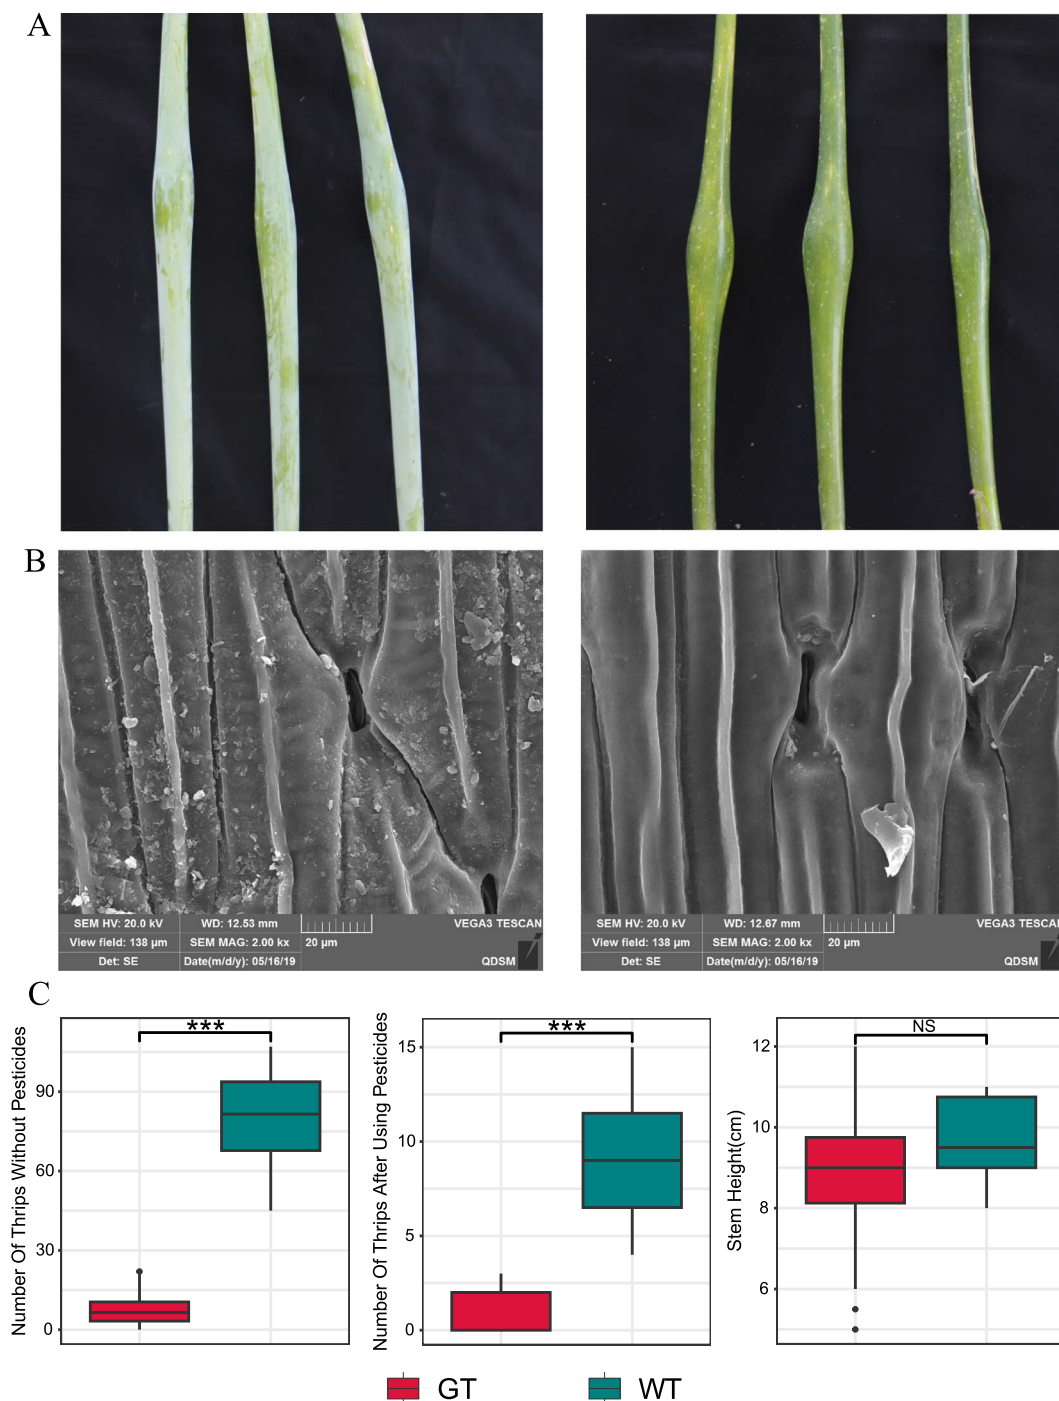 A
B
SEM HV: 20.0 kV WD: 12.53 mm VEGA3 TESCAN
View field: 138 µm SEM MAG: 2.00 kx 20 µm
Det: SE Date(m/d/y): 05/16/19 QDSM
SEM HV: 20.0 kV WD: 12.67 mm VEGA3 TESCAN
View field: 138 µm SEM MAG: 2.00 kx 20 µm
Det: SE Date(m/d/y): 05/16/19 QDSM
C
Number Of Thrips Without Pesticides
90
60
30
0
***
Number Of Thrips After Using Pesticides
15
10
5
0
***
Stem Height(cm)
12
10
8
6
NS
GT WT